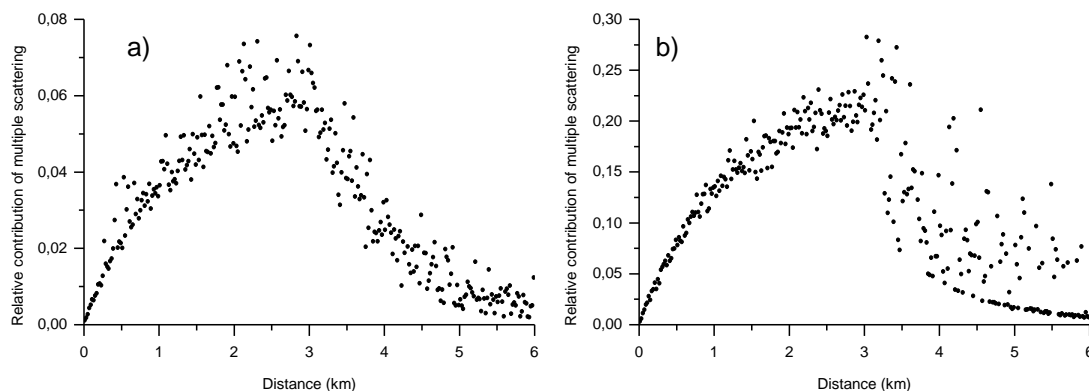 a)
Relative contribution of multiple scattering
0,08
0,06
0,04
0,02
0,00
0 1 2 3 4 5 6
Distance (km)
b)
Relative contribution of multiple scattering
0,30
0,25
0,20
0,15
0,10
0,05
0,00
0 1 2 3 4 5 6
Distance (km)